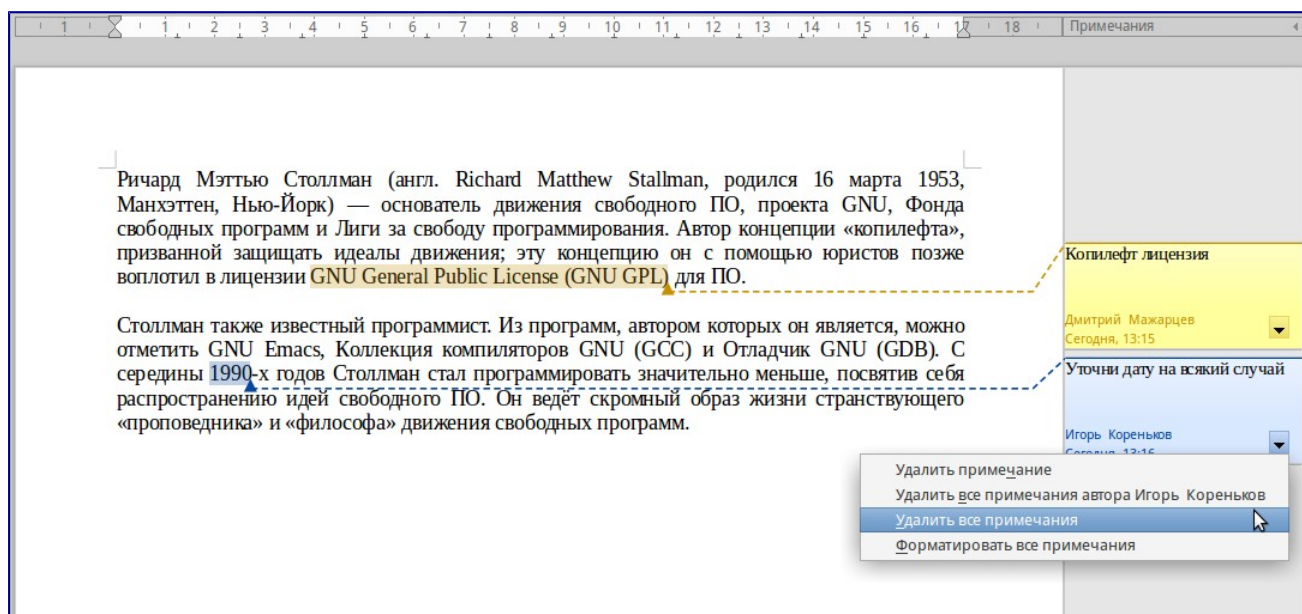 1 1 2 3 4 5 6 7 8 9 10 11 12 13 14 15 16 17 18 Примечания
Ричард Мэттью Столлман (англ. Richard Matthew Stallman, родился 16 марта 1953,
Манхэттен, Нью-Йорк) — основатель движения свободного ПО, проекта GNU, Фонда
свободных программ и Лиги за свободу программирования. Автор концепции «копилефта»,
призванной защищать идеалы движения; эту концепцию он с помощью юристов позже
воплотил в лицензии GNU General Public License (GNU GPL) для ПО.
Столлман также известный программист. Из программ, автором которых он является, можно
отметить GNU Emacs, Коллекция компиляторов GNU (GCC) и Отладчик GNU (GDB). С
середины 1990-х годов Столлман стал программировать значительно меньше, посвятив себя
распространению идей свободного ПО. Он ведёт скромный образ жизни странствующего
«проповедника» и «философа» движения свободных программ.
Копилефт лицензия
Дмитрий Мажарцев
Сегодня, 13:15
Уточни дату на всякий случай
Игорь Кореньков
Сегодня, 13:16
Удалить примечание
Удалить все примечания автора Игорь Кореньков
Удалить все примечания
Форматировать все примечания